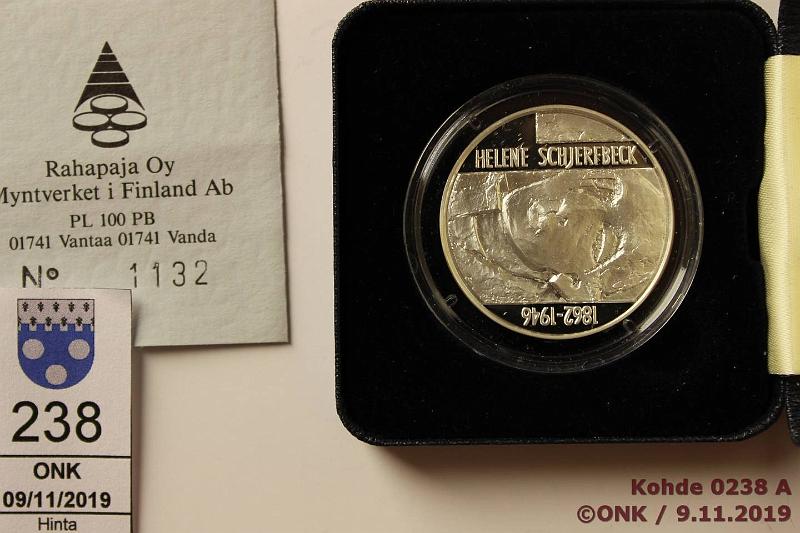 Rahapaja Oy
Myntverket i Finland Ab
PL 100 PB
01741 Vantaa 01741 Vanda
Nº 1132
238
ONK
09/11/2019
Hinta
HELENE SCHJERFBECK
1862-1946
Kohde 0238 A
©ONK / 9.11.2019